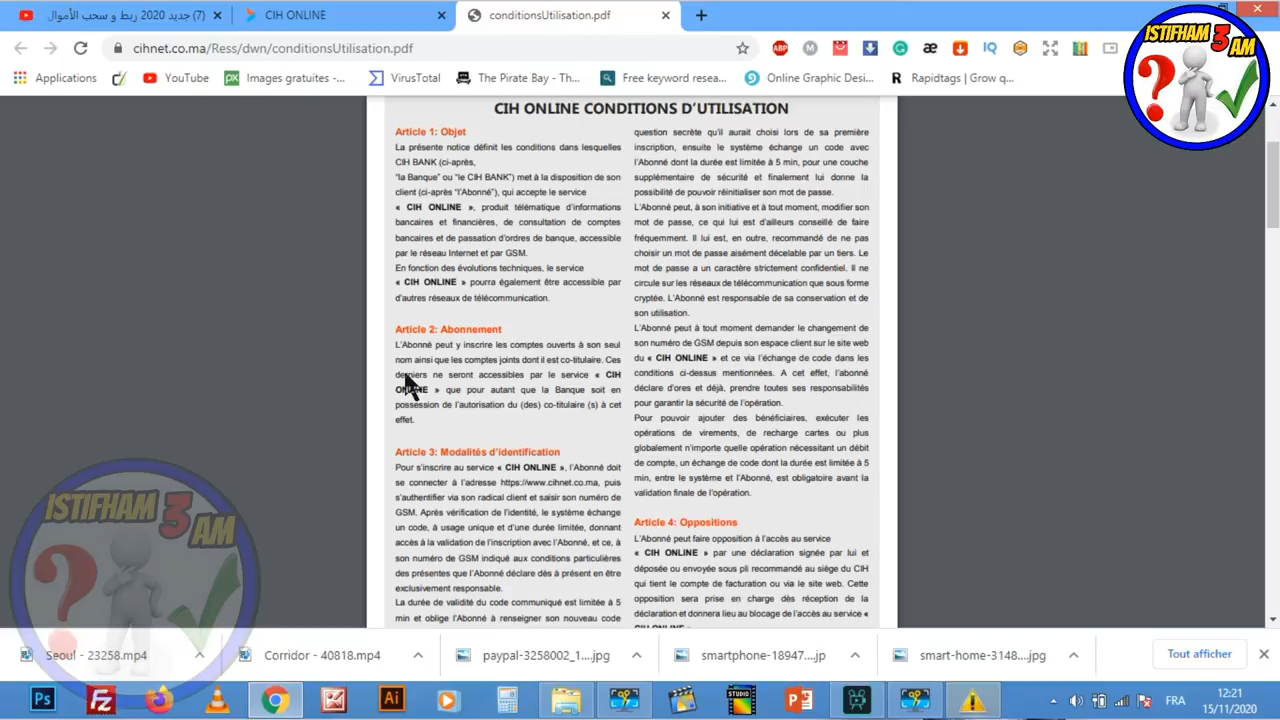 (7) جديد 2020 ربط و سحب الأموال
CIH ONLINE
conditionsUtilisation.pdf
cihnet.co.ma/Ress/dwn/conditionsUtilisation.pdf
Applications
YouTube
Images gratuites -...
VirusTotal
The Pirate Bay - Th...
Free keyword resea...
Online Graphic Desi...
Rapidtags | Grow q...
ISTIFHAM 3 AM
CIH ONLINE CONDITIONS D'UTILISATION
Article 1: Objet
La présente notice définit les conditions dans lesquelles
CIH BANK (ci-après,
“la Banque” ou “le CIH BANK”) met à la disposition de son
client (ci-après “l’Abonné”), qui accepte le service
« CIH ONLINE », produit télématique d’informations
bancaires et financières, de consultation de comptes
bancaires et de passation d’ordres de banque, accessible
par le réseau Internet et par GSM.
En fonction des évolutions techniques, le service
« CIH ONLINE » pourra également être accessible par
d’autres réseaux de télécommunication.
Article 2: Abonnement
L’Abonné peut y inscrire les comptes ouverts à son seul
nom ainsi que les comptes joints dont il est co-titulaire. Ces
derniers ne seront accessibles par le service « CIH
ONLINE » que pour autant que la Banque soit en
possession de l’autorisation du (des) co-titulaire (s) à cet
effet.
Article 3: Modalités d’identification
Pour s’inscrire au service « CIH ONLINE », l’Abonné doit
se connecter à l’adresse https://www.cihnet.co.ma, puis
s’authentifier via son radical client et saisir son numéro de
GSM. Après vérification de l’identité, le système échange
un code, à usage unique et d’une durée limitée, donnant
accès à la validation de l’inscription avec l’Abonné, et ce, à
son numéro de GSM indiqué aux conditions particulières
des présentes que l’Abonné déclare dès à présent en être
exclusivement responsable.
La durée de validité du code communiqué est limitée à 5
min et oblige l’Abonné à renseigner son nouveau code
question secrète qu’il aurait choisi lors de sa première
inscription, ensuite le système échange un code avec
l’Abonné dont la durée est limitée à 5 min, pour une couche
supplémentaire de sécurité et finalement lui donne la
possibilité de pouvoir réinitialiser son mot de passe.
L’Abonné peut, à son initiative et à tout moment, modifier son
mot de passe, ce qui lui est d’ailleurs conseillé de faire
fréquemment. Il lui est, en outre, recommandé de ne pas
choisir un mot de passe aisément décelable par un tiers. Le
mot de passe a un caractère strictement confidentiel. Il ne
circule sur les réseaux de télécommunication que sous forme
cryptée. L’Abonné est responsable de sa conservation et de
son utilisation.
L’Abonné peut à tout moment demander le changement de
son numéro de GSM depuis son espace client sur le site web
du « CIH ONLINE » et ce via l’échange de code dans les
conditions ci-dessus mentionnées. A cet effet, l’abonné
déclare d’ores et déjà, prendre toutes ses responsabilités
pour garantir la sécurité de l’opération.
Pour pouvoir ajouter des bénéficiaires, exécuter les
opérations de virements, de recharge cartes ou plus
globalement n’importe quelle opération nécessitant un débit
de compte, un échange de code dont la durée est limitée à 5
min, entre le système et l’Abonné, est obligatoire avant la
validation finale de l’opération.
Article 4: Oppositions
L’Abonné peut faire opposition à l’accès au service
« CIH ONLINE » par une déclaration signée par lui et
déposée ou envoyée sous pli recommandé au siège du CIH
qui tient le compte de facturation ou via le site web. Cette
opposition sera prise en charge dès réception de la
déclaration et donnera lieu au blocage de l’accès au service «
CIH ONLINE »
ISTIFHAM 3 AM
Seoul - 23258.mp4
Corridor - 40818.mp4
paypal-3258002_1....jpg
smartphone-18947....jp
smart-home-3148....jpg
Tout afficher
FRA
12:21
15/11/2020